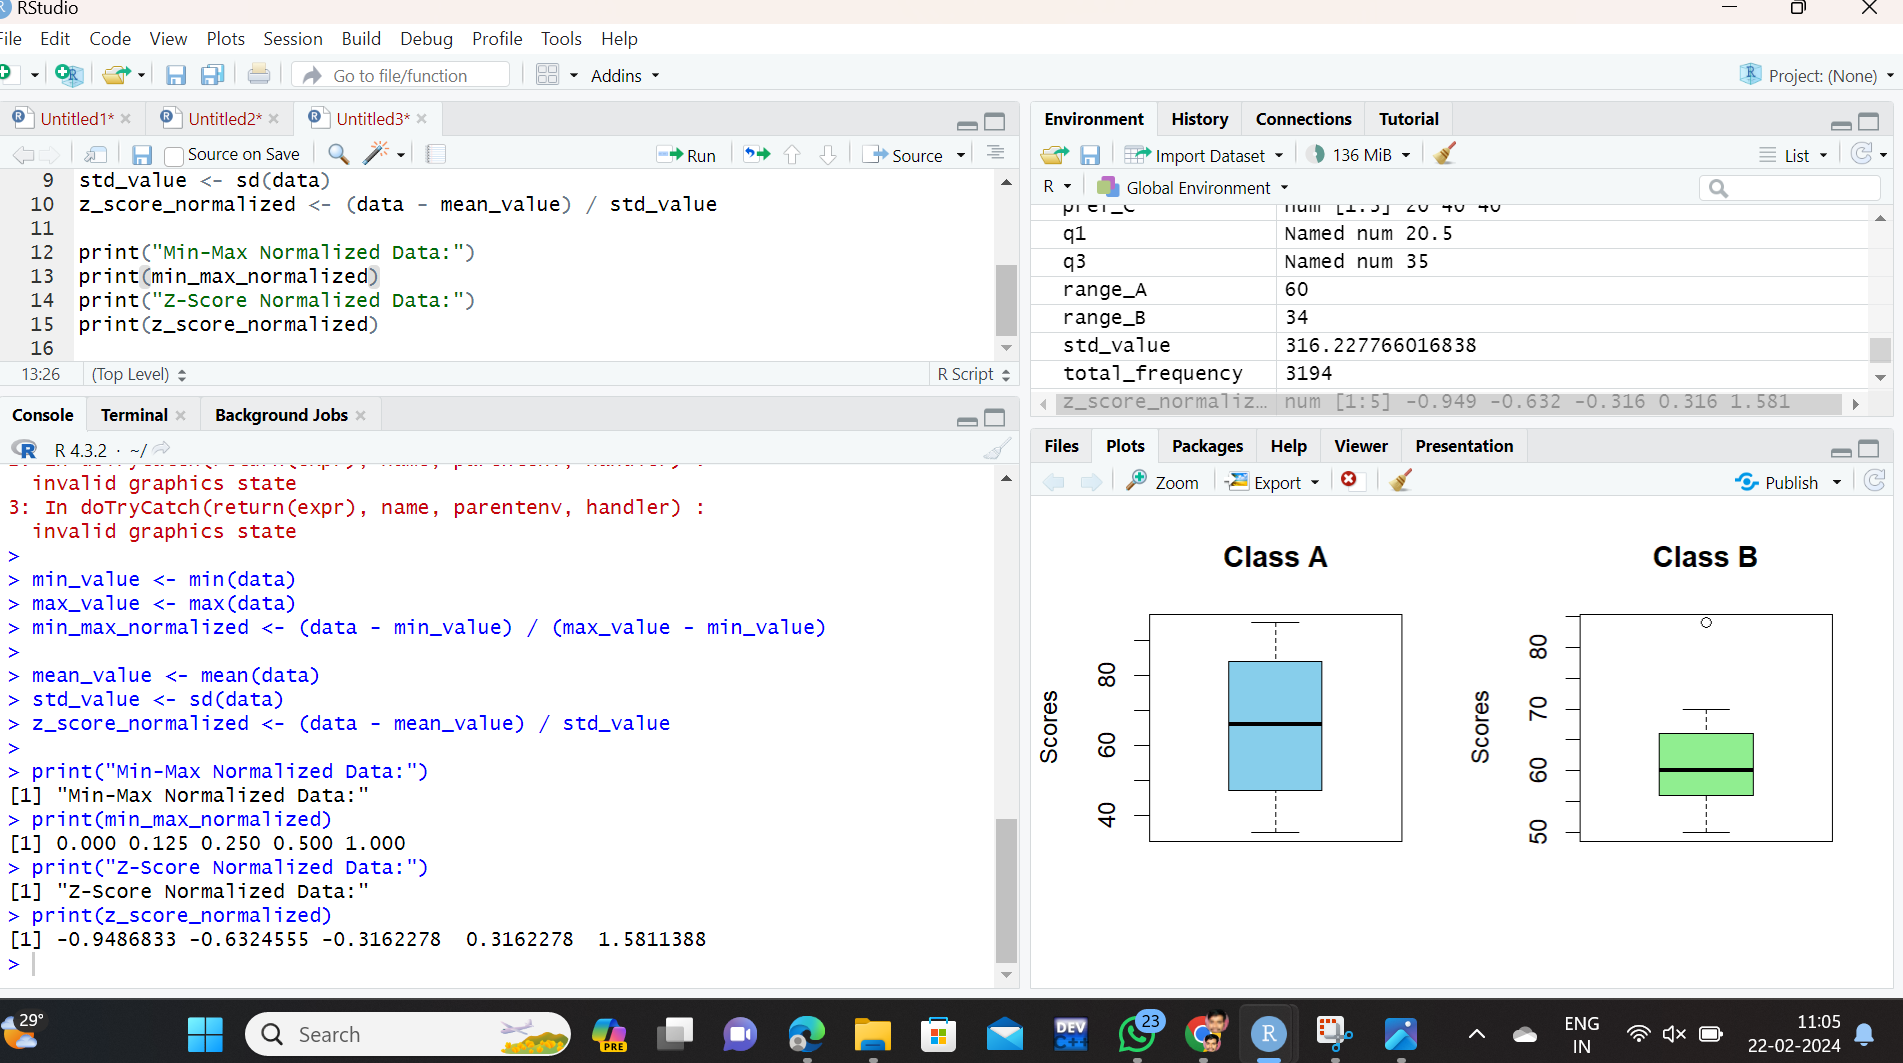 RStudio
File Edit Code View Plots Session Build Debug Profile Tools Help
Go to file/function
Addins
Project: (None)
Untitled1*
Untitled2*
Untitled3*
Source on Save
Run
Source
9 std_value <- sd(data)
10 z_score_normalized <- (data - mean_value) / std_value
11
12 print("Min-Max Normalized Data:")
13 print(min_max_normalized)
14 print("Z-Score Normalized Data:")
15 print(z_score_normalized)
16
13:26 (Top Level)
R Script
Console Terminal Background Jobs
R 4.3.2 · ~/
invalid graphics state
3: In doTryCatch(return(expr), name, parentenv, handler) :
invalid graphics state
>
> min_value <- min(data)
> max_value <- max(data)
> min_max_normalized <- (data - min_value) / (max_value - min_value)
>
> mean_value <- mean(data)
> std_value <- sd(data)
> z_score_normalized <- (data - mean_value) / std_value
>
> print("Min-Max Normalized Data:")
[1] "Min-Max Normalized Data:"
> print(min_max_normalized)
[1] 0.000 0.125 0.250 0.500 1.000
> print("Z-Score Normalized Data:")
[1] "Z-Score Normalized Data:"
> print(z_score_normalized)
[1] -0.9486833 -0.6324555 -0.3162278  0.3162278  1.5811388
>
Environment History Connections Tutorial
Import Dataset
136 MiB
List
R
Global Environment
q1 Named num 20.5
q3 Named num 35
range_A 60
range_B 34
std_value 316.227766016838
total_frequency 3194
z_score_normaliz… num [1:5] -0.949 -0.632 -0.316 0.316 1.581
Files Plots Packages Help Viewer Presentation
Zoom
Export
Publish
Class A
Scores
80
60
40
Class B
Scores
80
70
60
50
29°
Search
PRE
DEV
C++
23
R
ENG
IN
11:05
22-02-2024